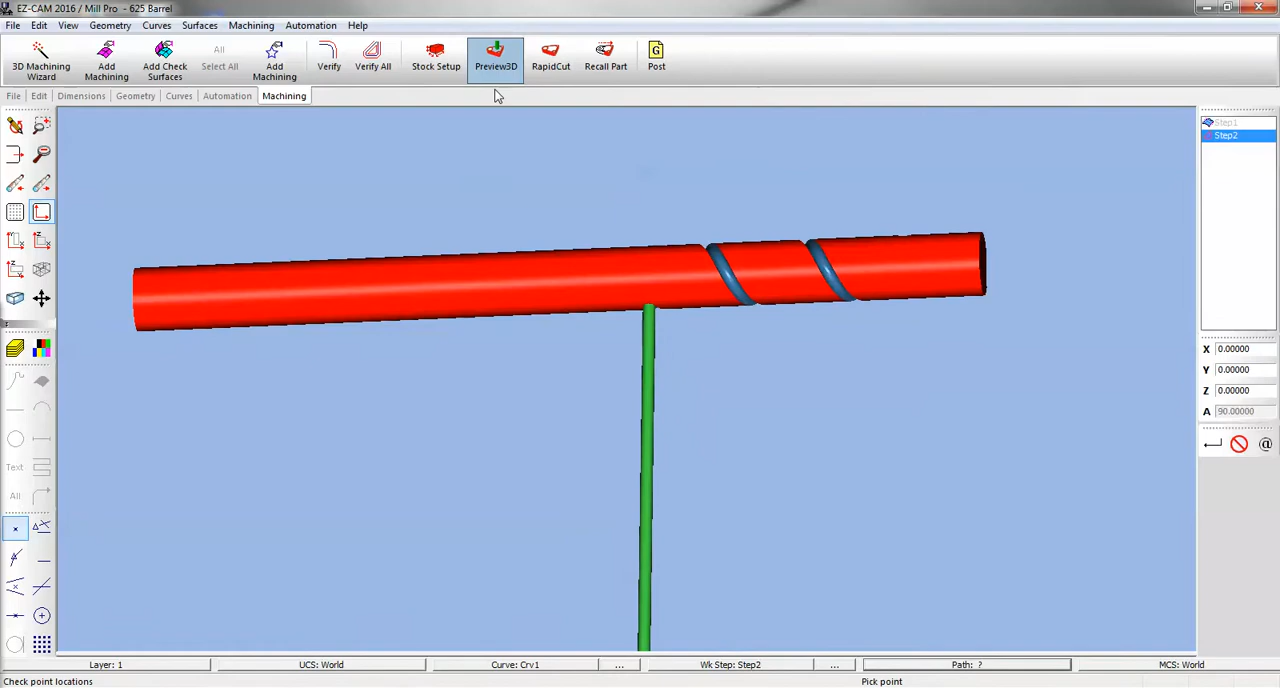 EZ-CAM 2016 / Mill Pro - 625 Barrel
File Edit View Geometry Curves Surfaces Machining Automation Help
3D Machining Wizard
Add Machining
Add Check Surfaces
All
Select All
Add Machining
Verify
Verify All
Stock Setup
Preview3D
RapidCut
Recall Part
G
Post
File Edit Dimensions Geometry Curves Automation Machining
Step1
Step2
X 0.00000
Y 0.00000
Z 0.00000
A 90.00000
@
Text
All
Layer: 1 UCS: World Curve: Crv1 ... Wk Step: Step2 ... Path: ? MCS: World
Check point locations Pick point